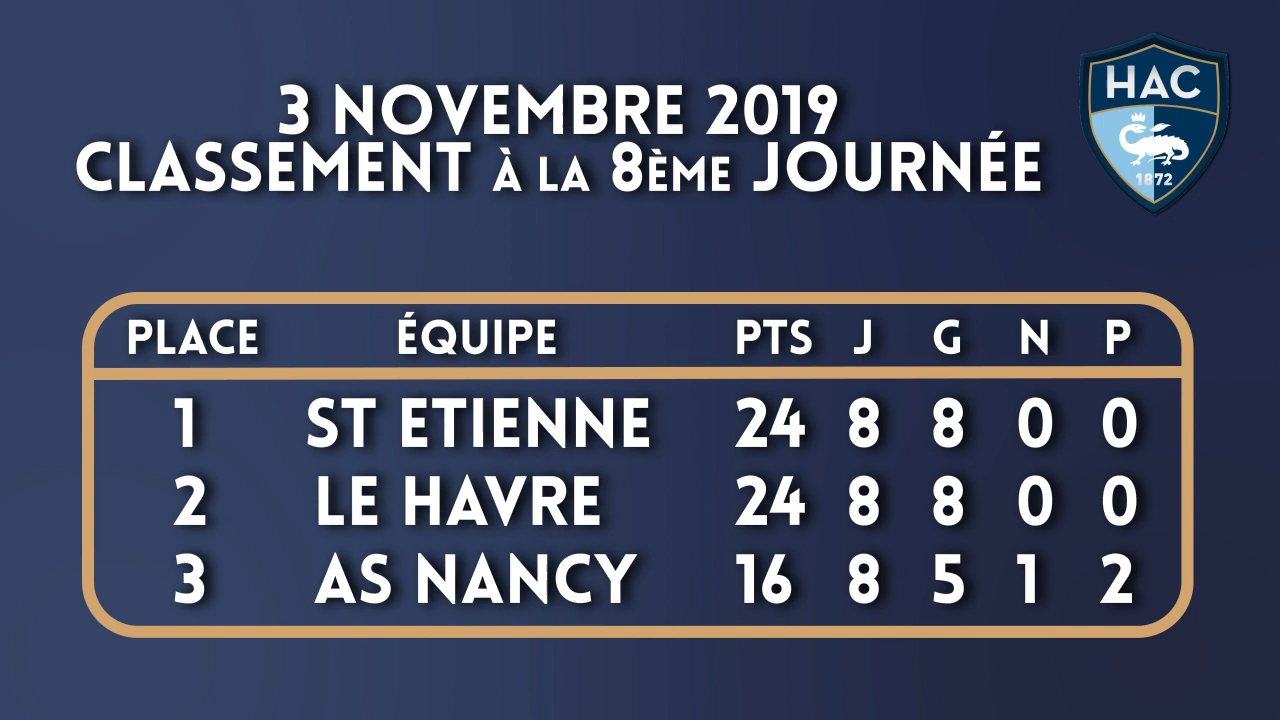 3 NOVEMBRE 2019
CLASSEMENT À LA 8ÈME JOURNÉE
HAC
1872
PLACE ÉQUIPE PTS J G N P
1 ST ETIENNE 24 8 8 0 0
2 LE HAVRE 24 8 8 0 0
3 AS NANCY 16 8 5 1 2